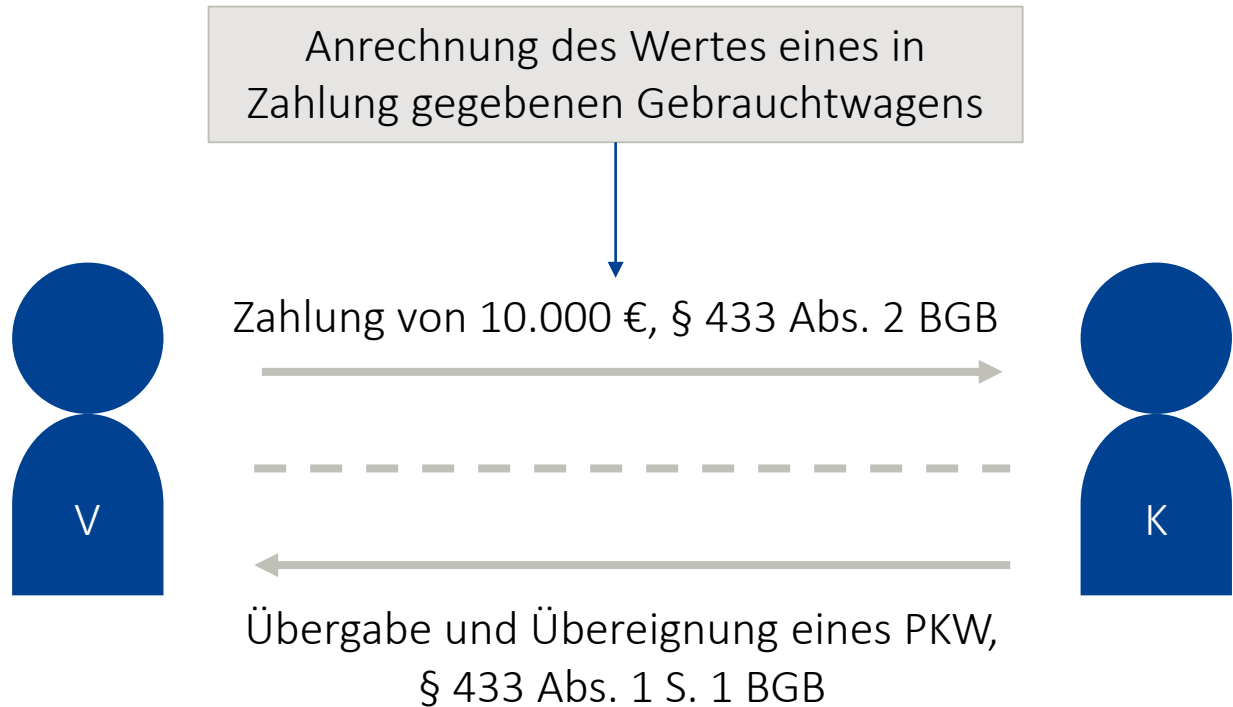 Anrechnung des Wertes eines in
Zahlung gegebenen Gebrauchtwagens
Zahlung von 10.000 €, § 433 Abs. 2 BGB
V
K
Übergabe und Übereignung eines PKW,
§ 433 Abs. 1 S. 1 BGB